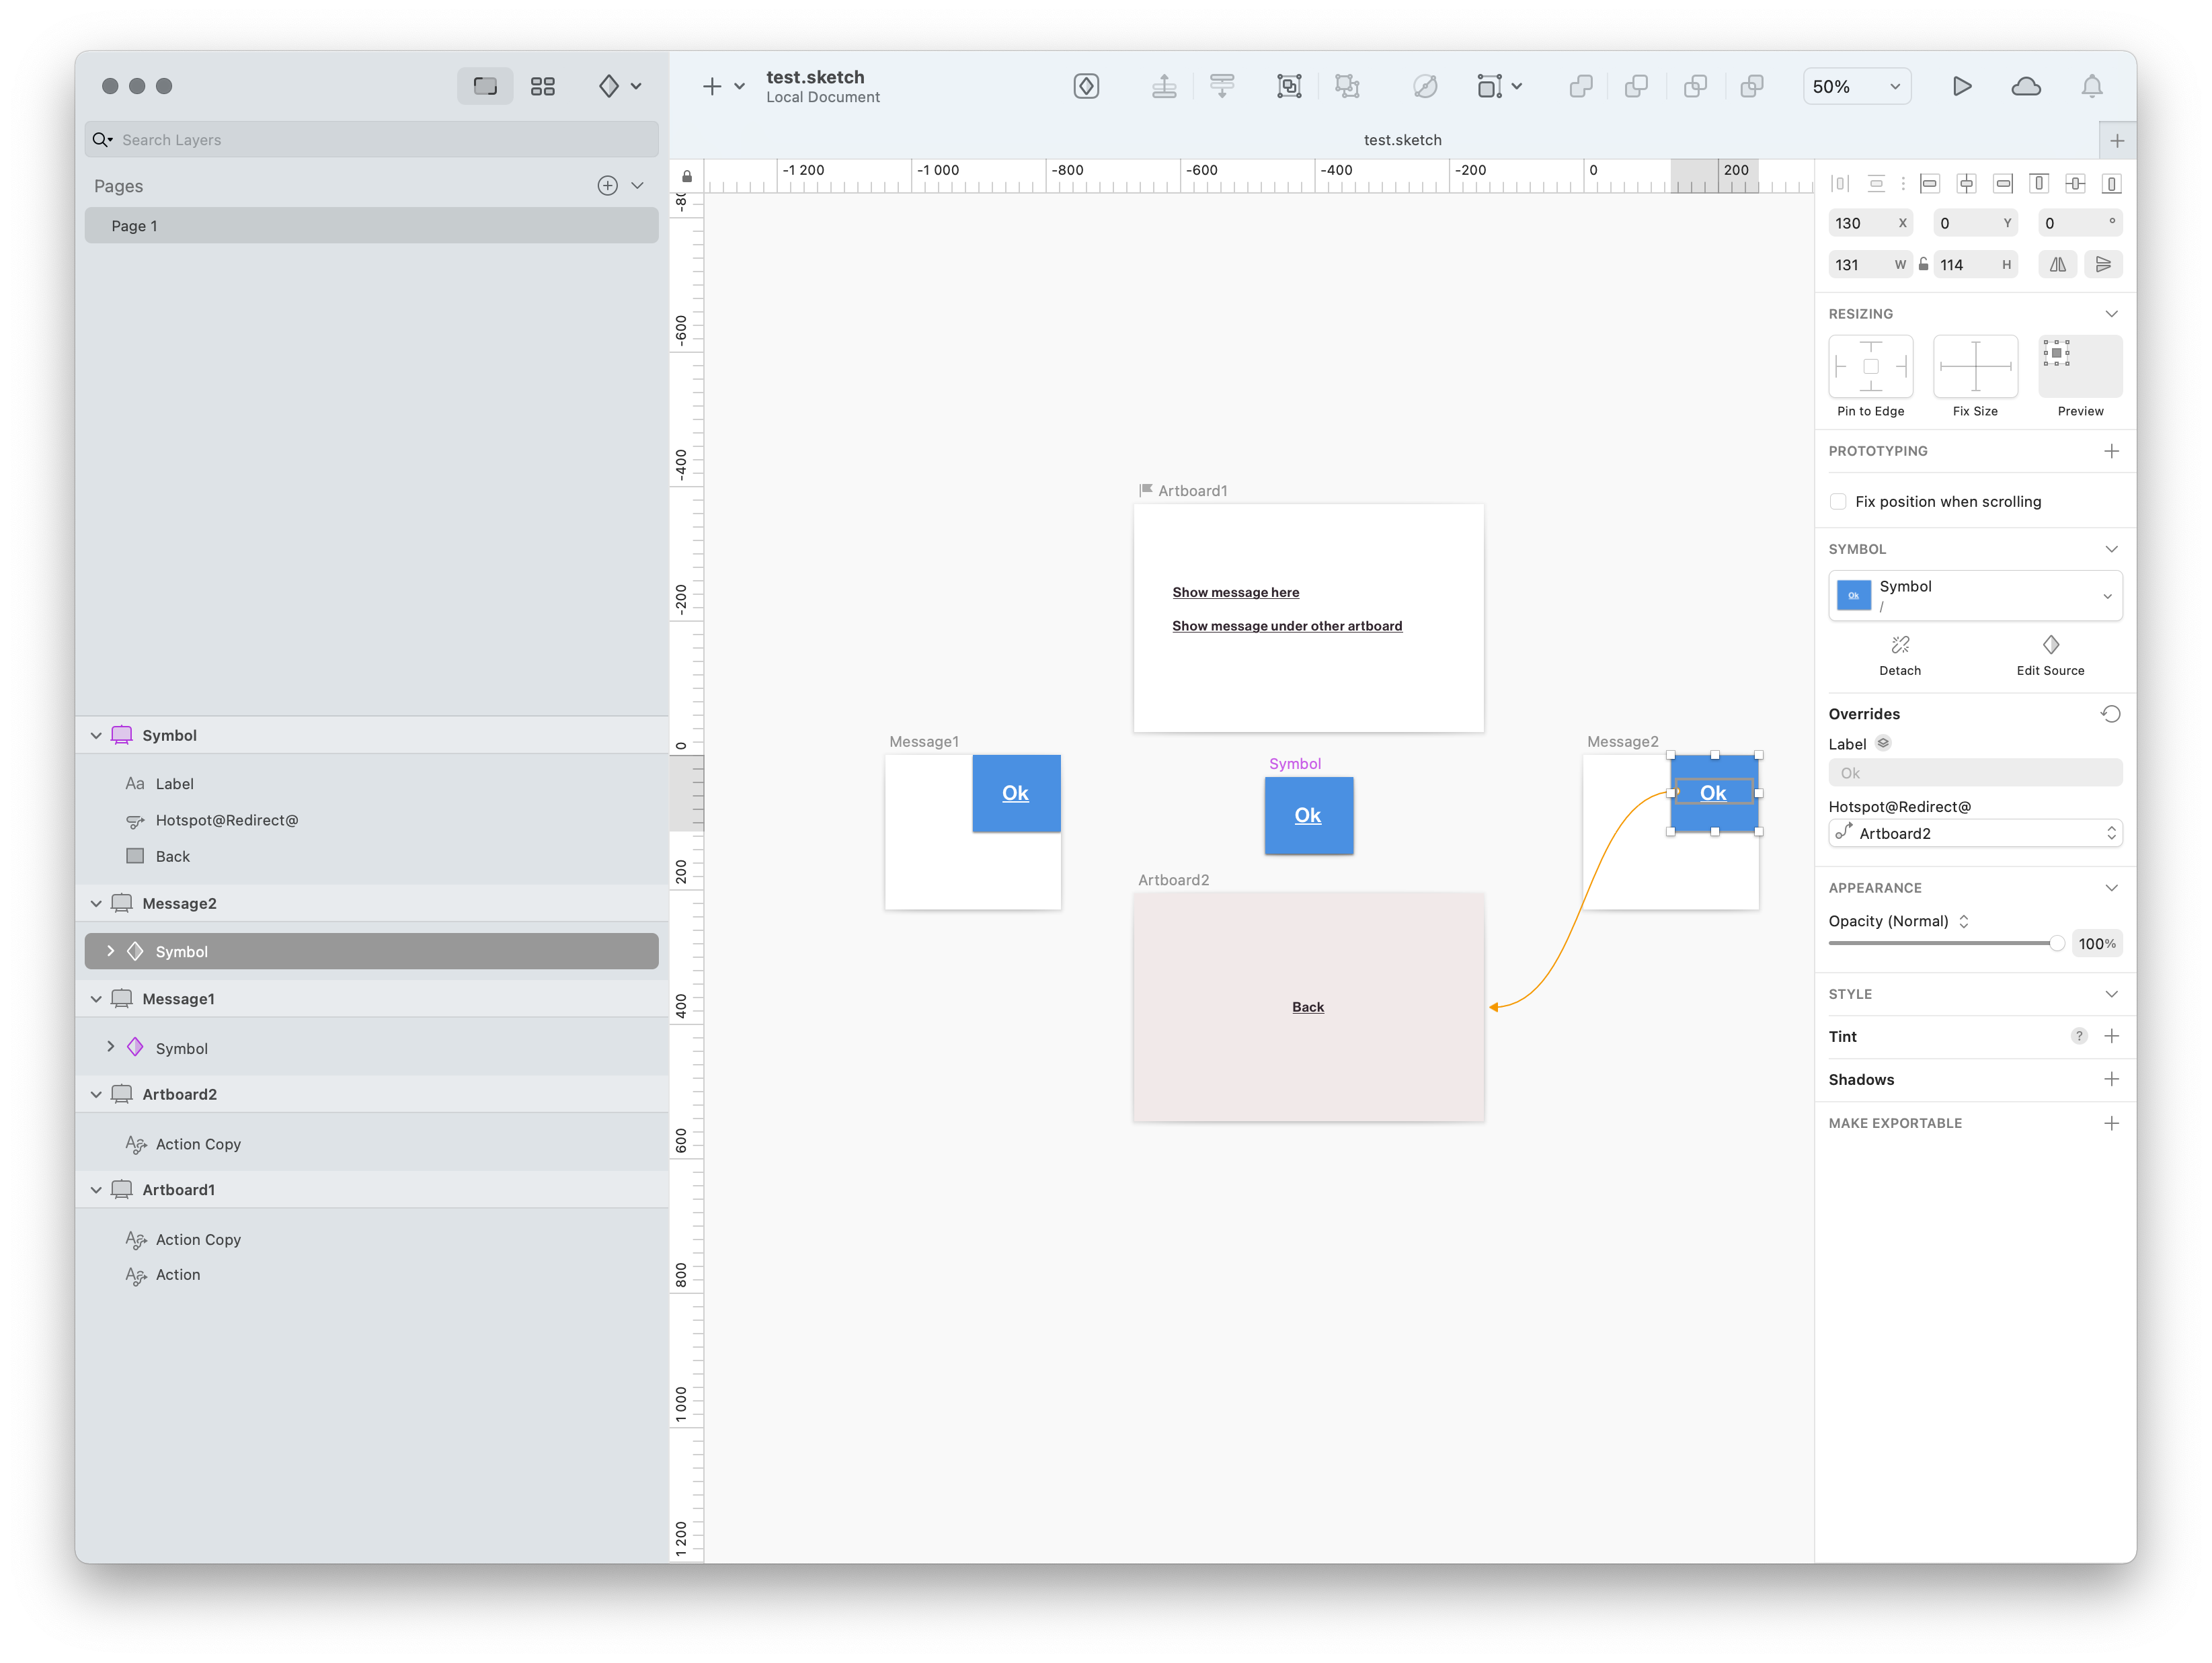 test.sketch
Local Document
50%
Search Layers
test.sketch
Pages
Page 1
Symbol
Label
Hotspot@Redirect@
Back
Message2
Symbol
Message1
Symbol
Artboard2
Action Copy
Artboard1
Action Copy
Action
-1 200
-1 000
-800
-600
-400
-200
0
200
-600
-400
-200
0
200
400
600
800
1 000
1 200
Artboard1
Show message here
Show message under other artboard
Message1
Ok
Symbol
Ok
Message2
Ok
Artboard2
Back
130 X
0 Y
0 °
131 W
114 H
RESIZING
Pin to Edge
Fix Size
Preview
PROTOTYPING
Fix position when scrolling
SYMBOL
Ok
Symbol
/
Detach
Edit Source
Overrides
Label
Ok
Hotspot@Redirect@
Artboard2
APPEARANCE
Opacity (Normal)
100%
STYLE
Tint
?
Shadows
MAKE EXPORTABLE